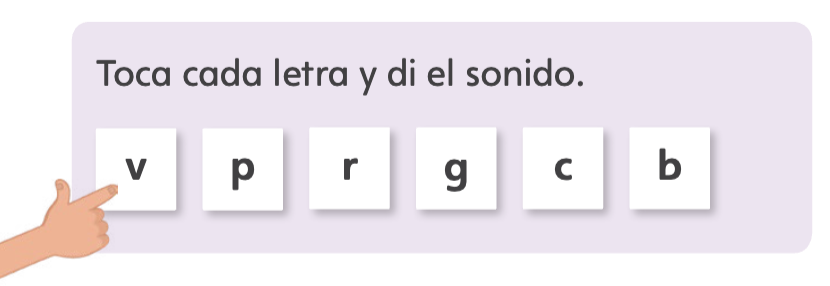 Toca cada letra y di el sonido.
v p r g c b